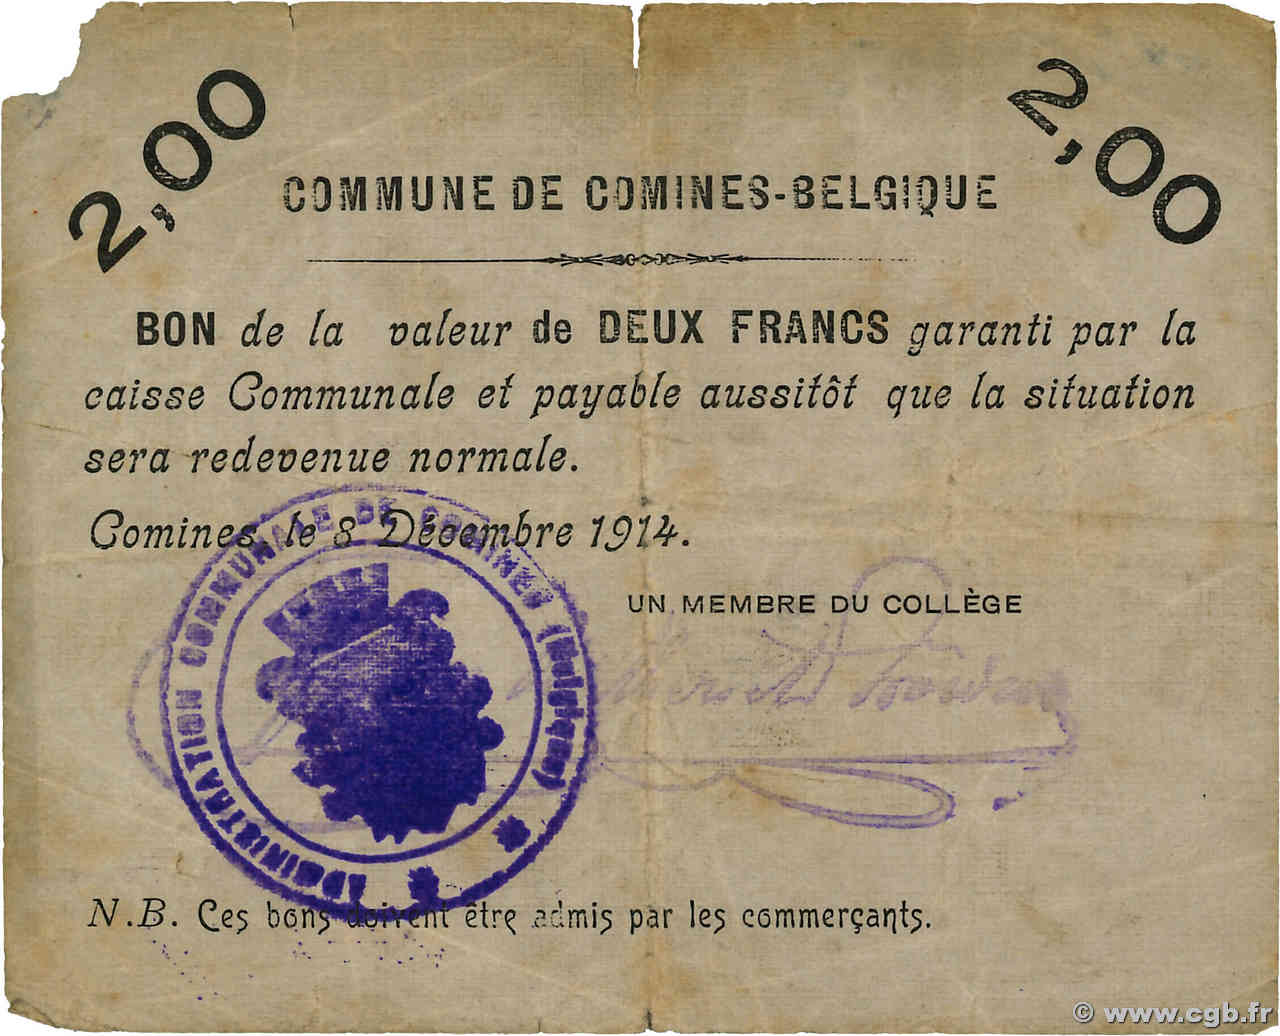 2,00
2,00
COMMUNE DE COMINES-BELGIQUE
BON de la valeur de DEUX FRANCS garanti par la
caisse Communale et payable aussitôt que la situation
sera redevenue normale.
Comines, le 8 Décembre 1914.
UN MEMBRE DU COLLÈGE
ADMINISTRATION COMMUNALE DE COMINES (Belgique)
N.B. Ces bons doivent être admis par les commerçants.
© www.cgb.fr